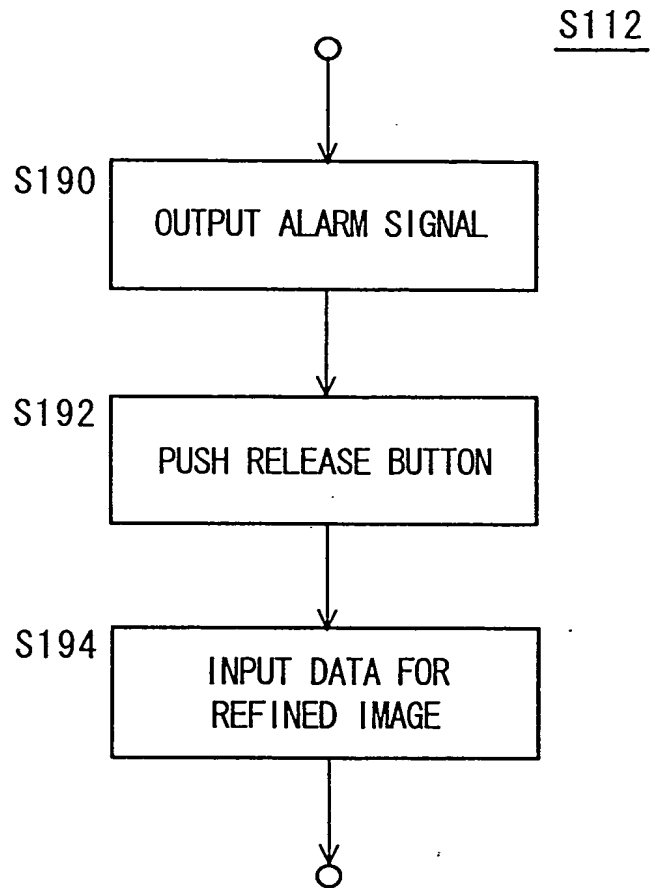 S112
S190
OUTPUT ALARM SIGNAL
S192
PUSH RELEASE BUTTON
S194
INPUT DATA FOR
REFINED IMAGE